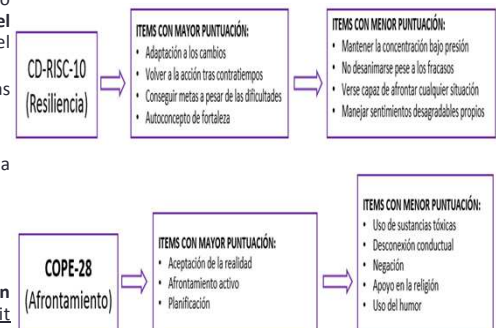 o
el
el
as
a
n
it
CD-RISC-10
(Resiliencia)
ITEMS CON MAYOR PUNTUACIÓN:
• Adaptación a los cambios
• Volver a la acción tras contratiempos
• Conseguir metas a pesar de las dificultades
• Autoconcepto de fortaleza
ITEMS CON MENOR PUNTUACIÓN:
• Mantener la concentración bajo presión
• No desanimarse pese a los fracasos
• Verse capaz de afrontar cualquier situación
• Manejar sentimientos desagradables propios
COPE-28
(Afrontamiento)
ITEMS CON MAYOR PUNTUACIÓN:
• Aceptación de la realidad
• Afrontamiento activo
• Planificación
ITEMS CON MENOR PUNTUACIÓN:
• Uso de sustancias tóxicas
• Desconexión conductual
• Negación
• Apoyo en la religión
• Uso del humor